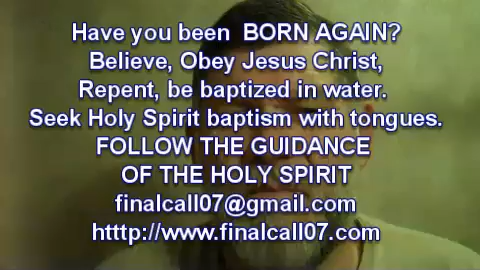 Have you been BORN AGAIN?
Believe, Obey Jesus Christ,
Repent, be baptized in water.
Seek Holy Spirit baptism with tongues.
FOLLOW THE GUIDANCE
OF THE HOLY SPIRIT
finalcall07@gmail.com
htttp://www.finalcall07.com